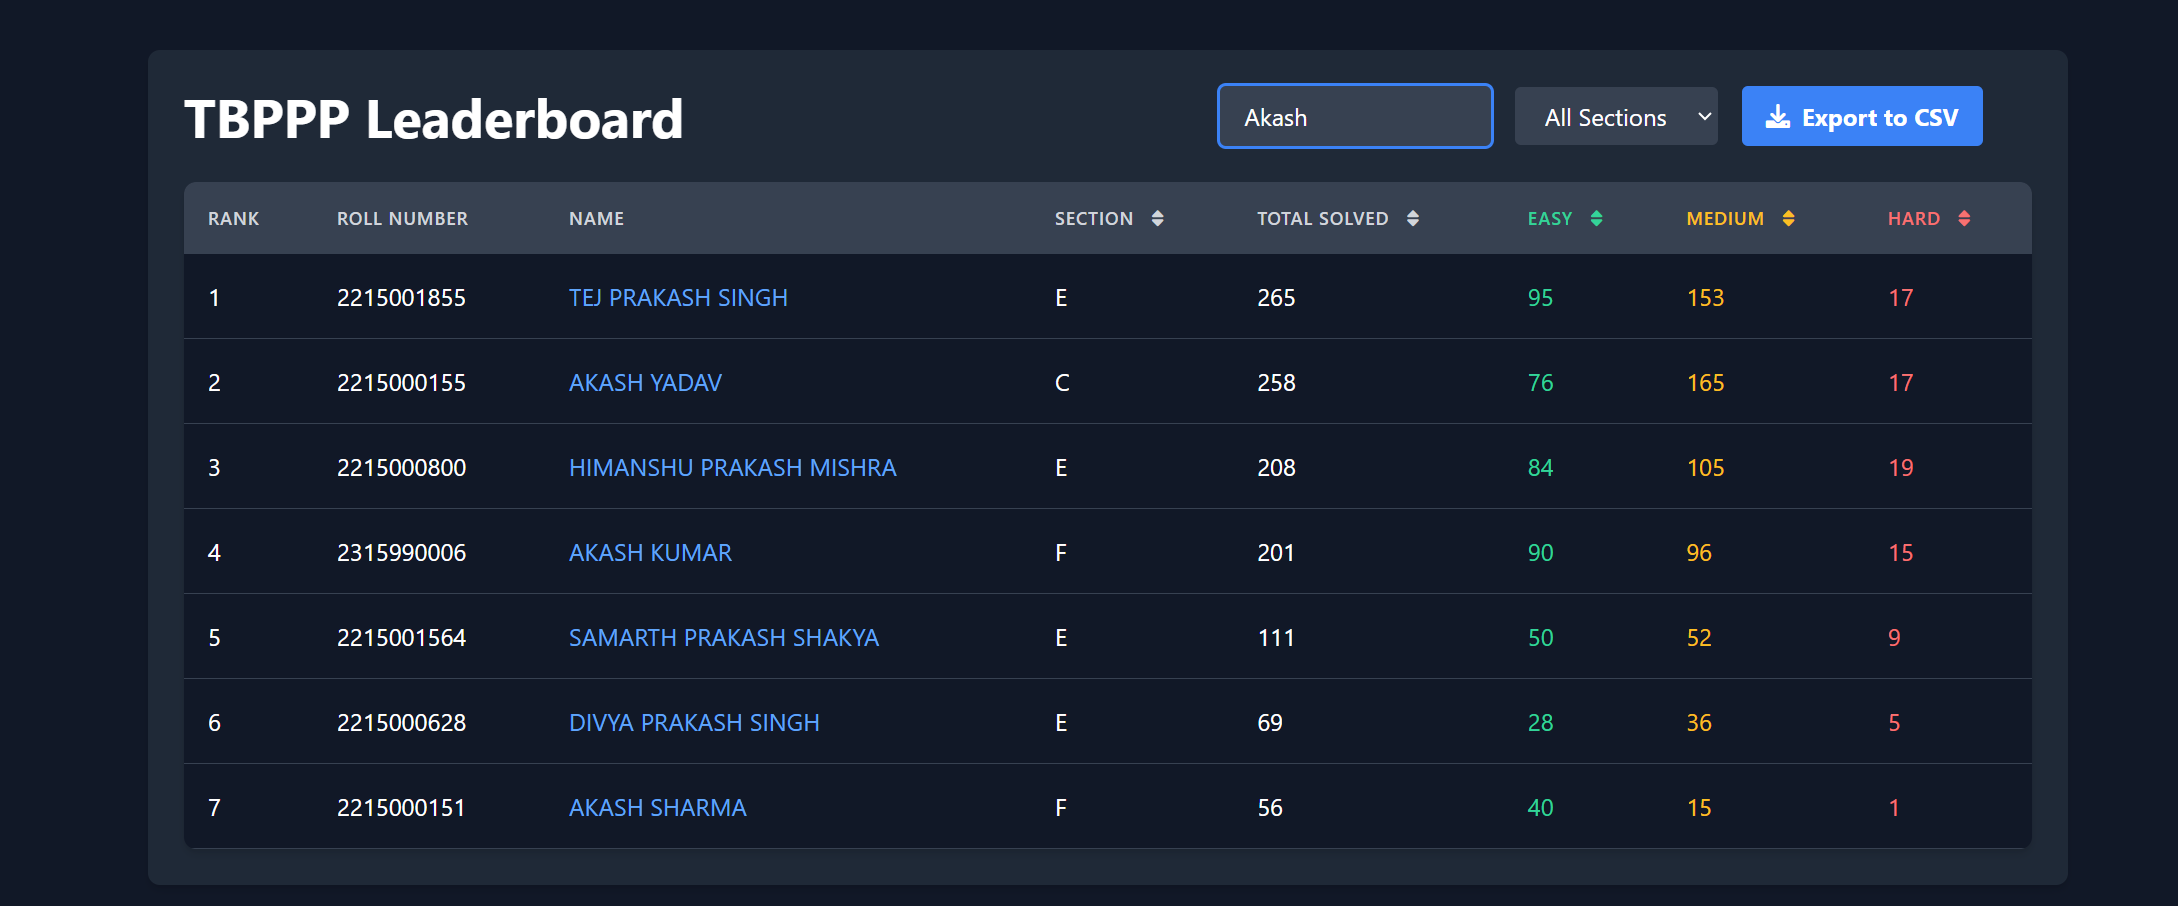 TBPPP Leaderboard Akash All Sections Export to CSV
RANK ROLL NUMBER NAME SECTION TOTAL SOLVED EASY MEDIUM HARD
1 2215001855 TEJ PRAKASH SINGH E 265 95 153 17
2 2215000155 AKASH YADAV C 258 76 165 17
3 2215000800 HIMANSHU PRAKASH MISHRA E 208 84 105 19
4 2315990006 AKASH KUMAR F 201 90 96 15
5 2215001564 SAMARTH PRAKASH SHAKYA E 111 50 52 9
6 2215000628 DIVYA PRAKASH SINGH E 69 28 36 5
7 2215000151 AKASH SHARMA F 56 40 15 1